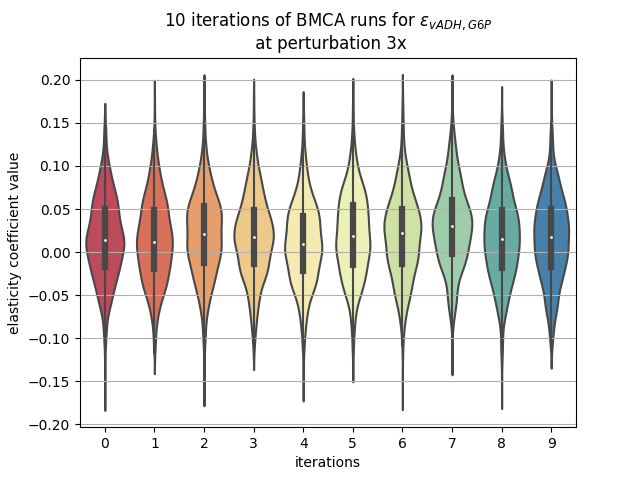 10 iterations of BMCA runs for ε_{vADH, G6P}
at perturbation 3x
elasticity coefficient value
0.20
0.15
0.10
0.05
0.00
−0.05
−0.10
−0.15
−0.20
0 1 2 3 4 5 6 7 8 9
iterations